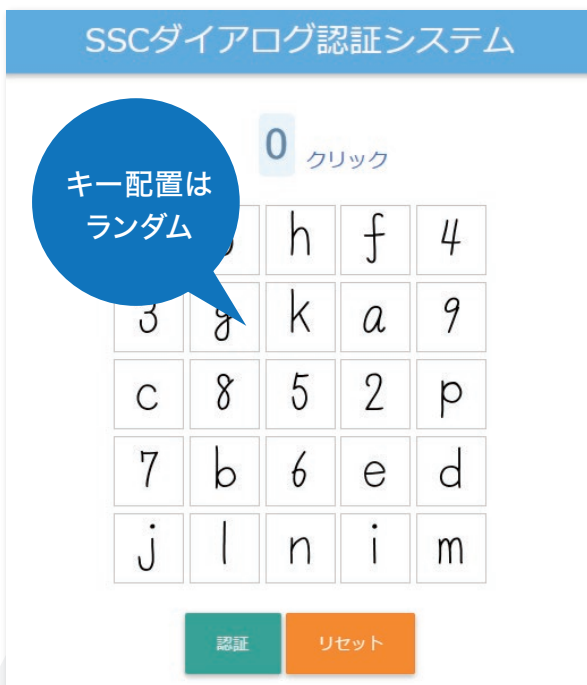 SSCダイアログ認証システム
0 クリック
キー配置は
ランダム
h f 4
3 g k a 9
c 8 5 2 p
7 b 6 e d
j l n i m
認証 リセット